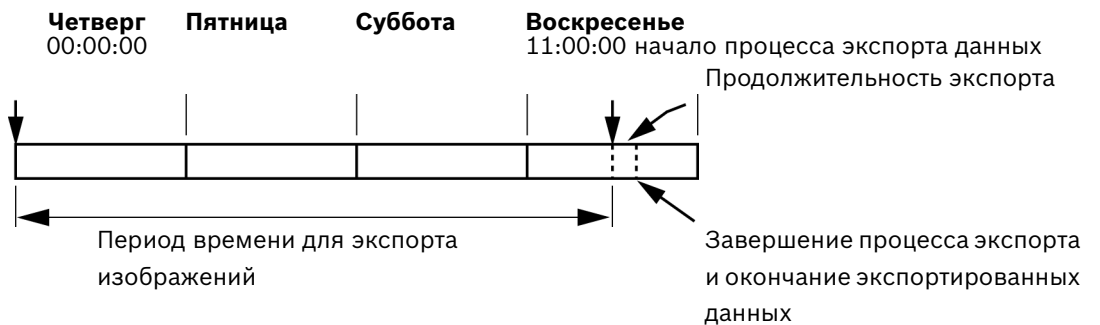 Четверг Пятница Суббота Воскресенье
00:00:00 11:00:00 начало процесса экспорта данных
Продолжительность экспорта
Период времени для экспорта
изображений
Завершение процесса экспорта
и окончание экспортированных
данных